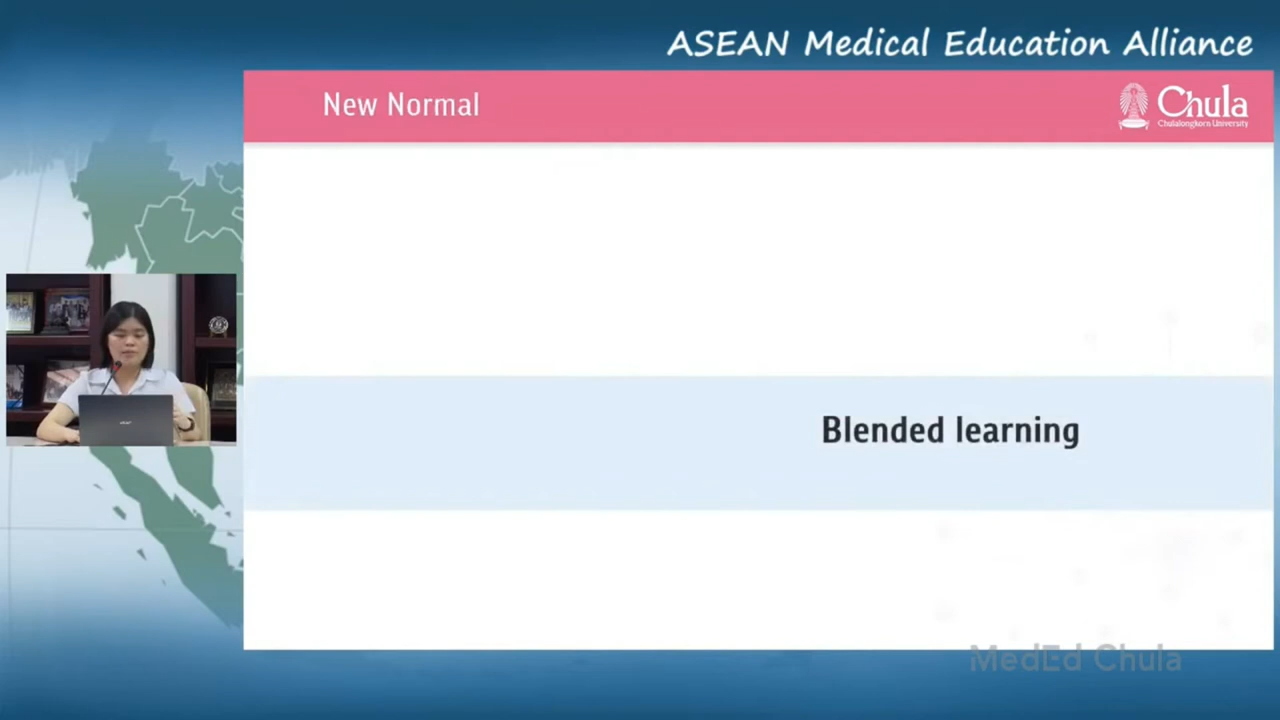 ASEAN Medical Education Alliance
New Normal
Chula
Chulalongkorn University
Blended learning
MedEd Chula